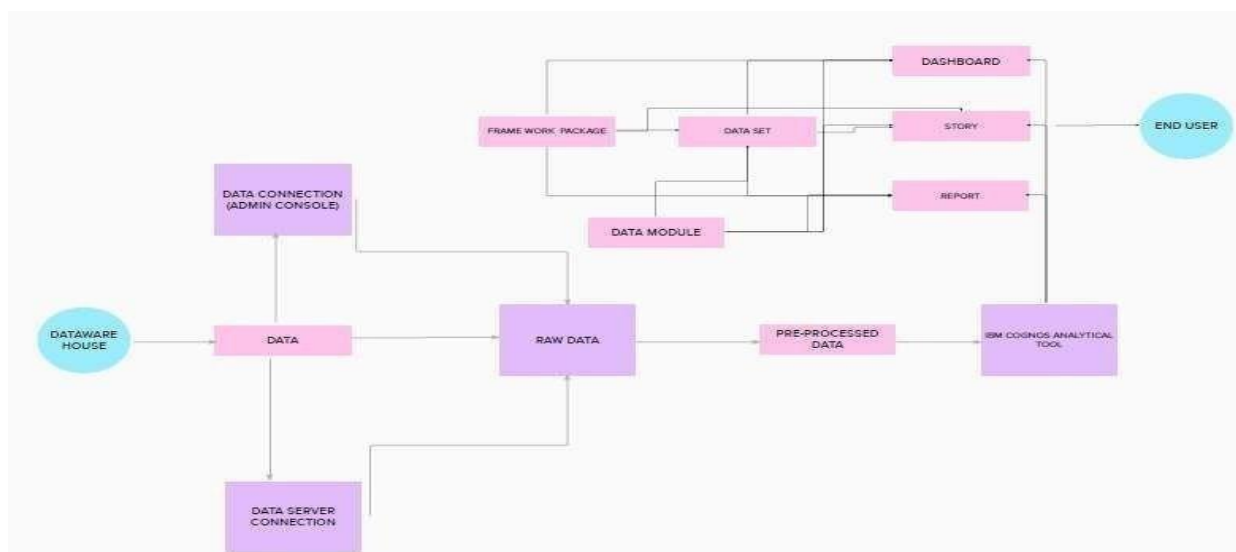 DASHBOARD
FRAME WORK PACKAGE
DATA SET
STORY
END USER
DATA CONNECTION
(ADMIN CONSOLE)
REPORT
DATA MODULE
DATAWARE
HOUSE
DATA
RAW DATA
PRE-PROCESSED
DATA
IBM COGNOS ANALYTICAL
TOOL
DATA SERVER
CONNECTION